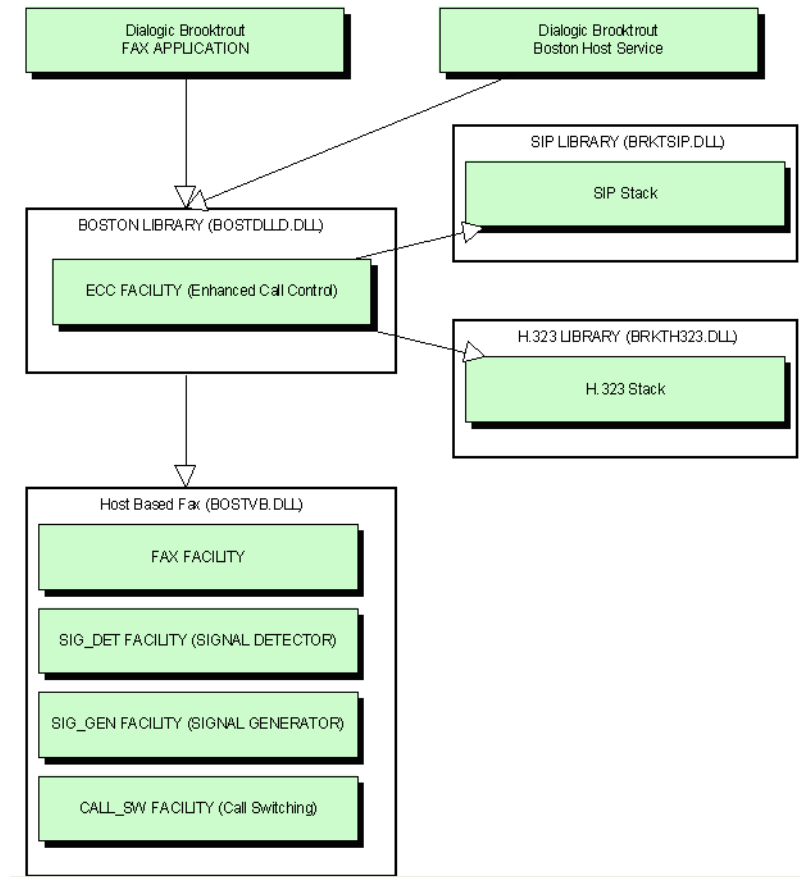 Dialogic Brooktrout
FAX APPLICATION
Dialogic Brooktrout
Boston Host Service
SIP LIBRARY (BRKTSIP.DLL)
SIP Stack
BOSTON LIBRARY (BOSTDLLD.DLL)
ECC FACILITY (Enhanced Call Control)
H.323 LIBRARY (BRKTH323.DLL)
H.323 Stack
Host Based Fax (BOSTVB.DLL)
FAX FACILITY
SIG_DET FACILITY (SIGNAL DETECTOR)
SIG_GEN FACILITY (SIGNAL GENERATOR)
CALL_SW FACILITY (Call Switching)